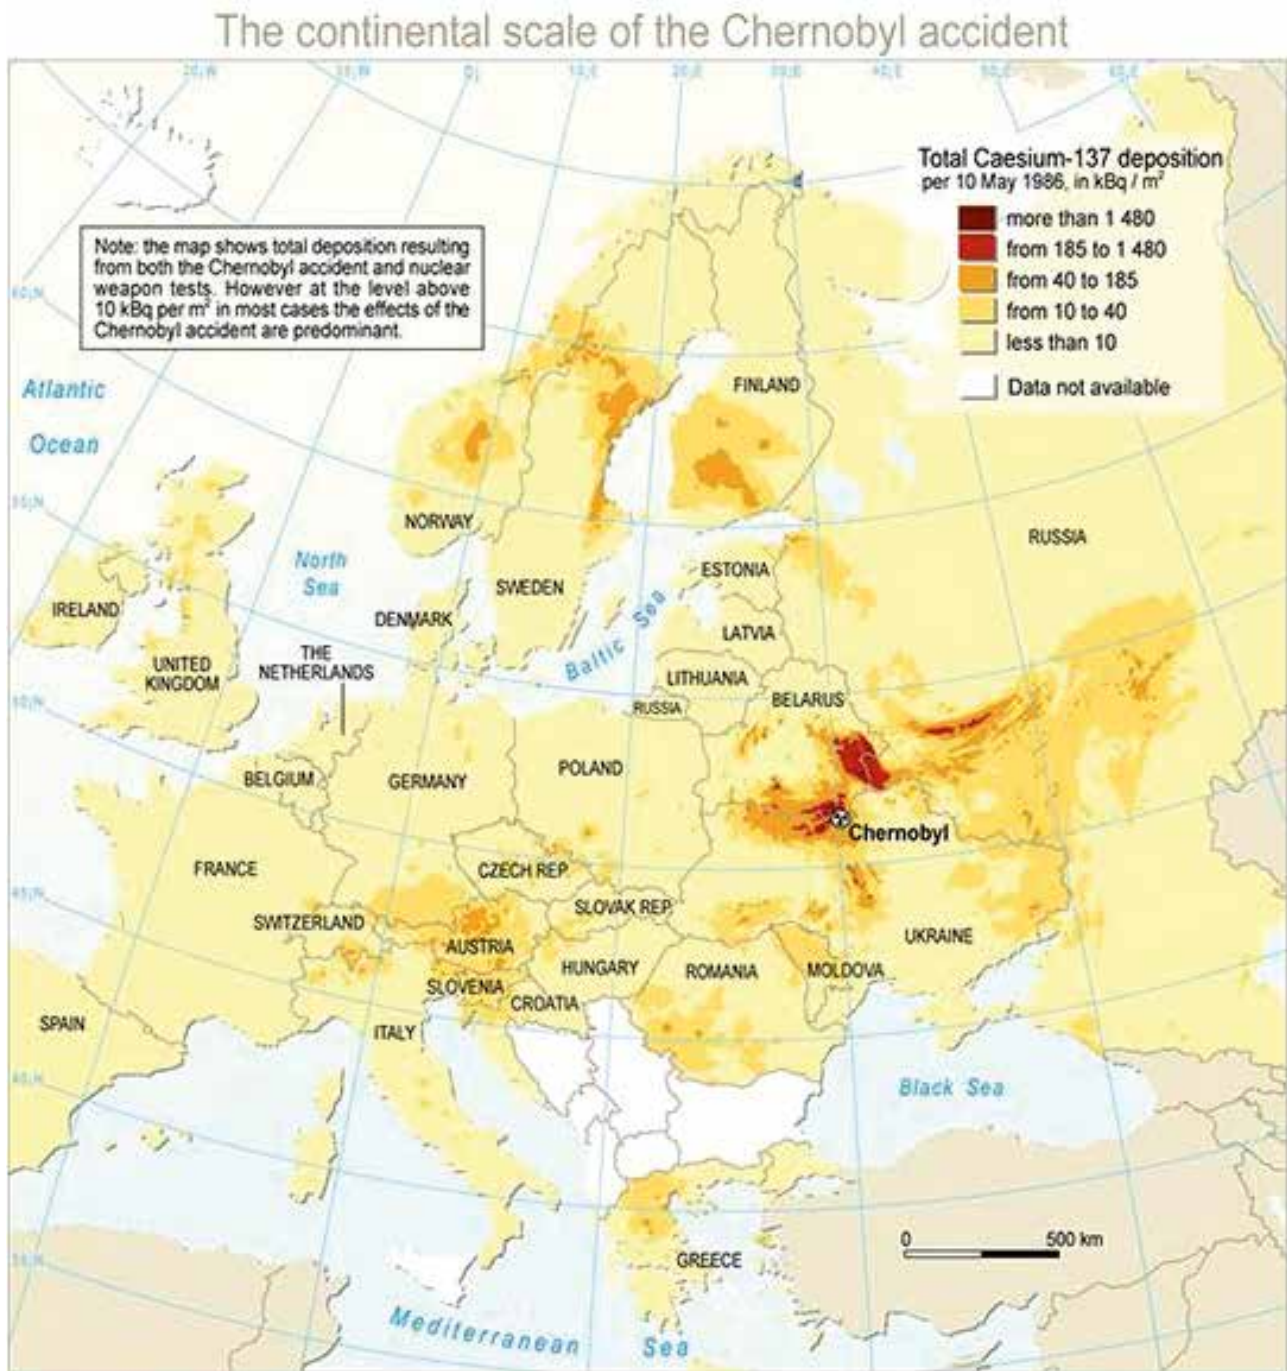 The continental scale of the Chernobyl accident
Total Caesium-137 deposition
per 10 May 1986, in kBq / m²
more than 1 480
from 185 to 1 480
from 40 to 185
from 10 to 40
less than 10
Data not available
Note: the map shows total deposition resulting
from both the Chernobyl accident and nuclear
weapon tests. However at the level above
10 kBq per m² in most cases the effects of the
Chernobyl accident are predominant.
Atlantic
Ocean
FINLAND
NORWAY
RUSSIA
North
Sea
SWEDEN
ESTONIA
IRELAND
DENMARK
Baltic Sea
LATVIA
THE
NETHERLANDS
UNITED
KINGDOM
LITHUANIA
BELARUS
RUSSIA
BELGIUM
GERMANY
POLAND
Chernobyl
FRANCE
CZECH REP.
SLOVAK REP.
SWITZERLAND
AUSTRIA
UKRAINE
HUNGARY
ROMANIA
MOLDOVA
SLOVENIA
CROATIA
SPAIN
ITALY
Black Sea
0 500 km
GREECE
Mediterranean Sea